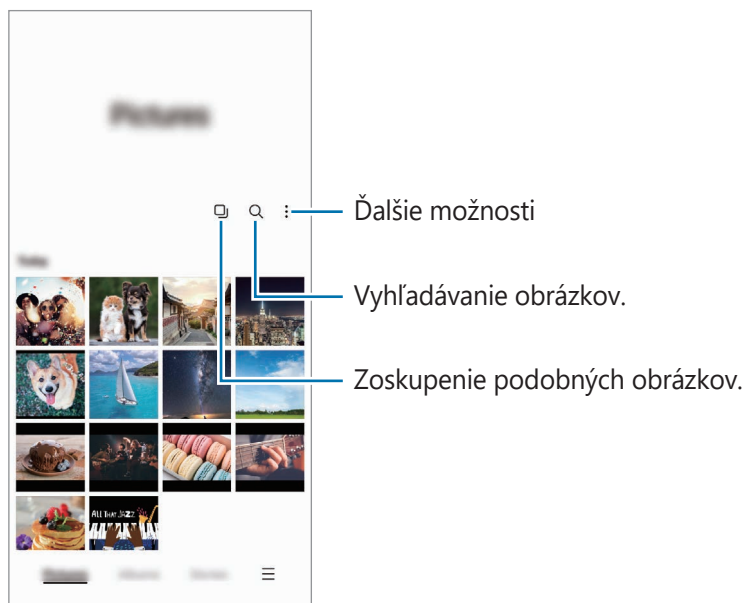 Ďalšie možnosti
Vyhľadávanie obrázkov.
Zoskupenie podobných obrázkov.
ALL THAT JAZZ